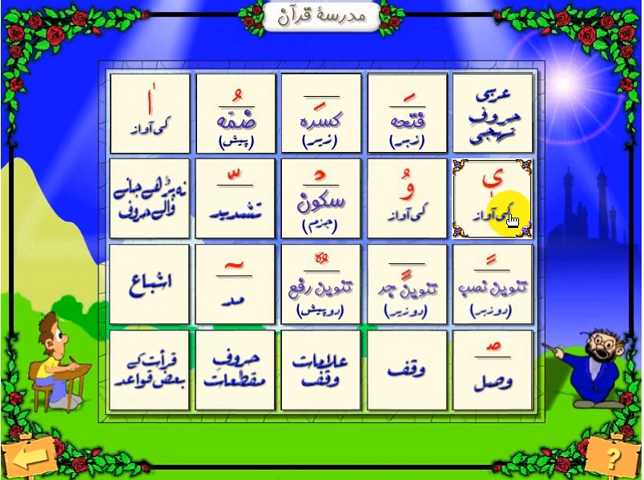 مدرسۂ قرآن
عربی
حروف
تہجی
فتحہ
(زبر)
کسرہ
(زیر)
ضمّہ
(پیش)
کی آواز
کی آواز
وُ
کی آواز
سکون
(جزم)
تشدید
نہ پڑھے جانے
والے حروف
تنوین نصب
(دو زبر)
تنوین جر
(دو زیر)
تنوین رفع
(دو پیش)
مد
اشباع
وصل
وقف
علامات
وقف
حروف
مقطعات
قرأت کے
بعض قواعد
?